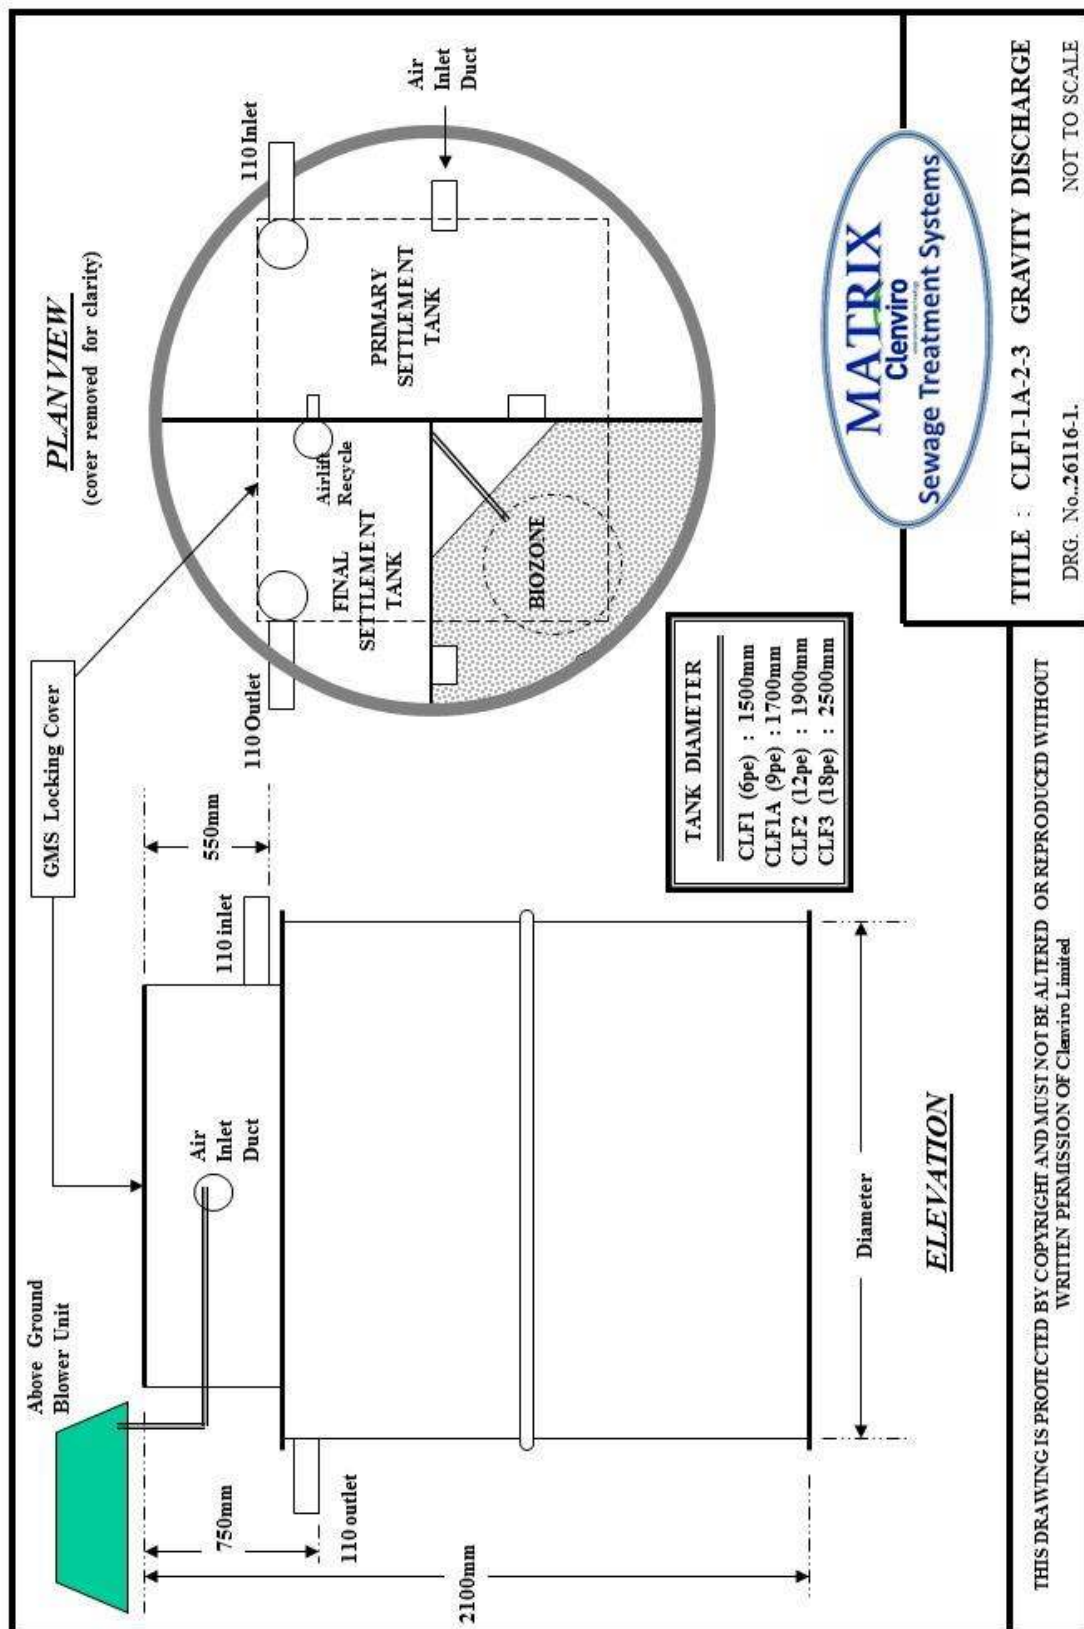 PLAN VIEW
(cover removed for clarity)
GMS Locking Cover
Above Ground
Blower Unit
Air
Inlet
Duct
110 inlet
550mm
750mm
110 outlet
2100mm
Diameter
ELEVATION
110 Outlet
110 Inlet
Air
Inlet
Duct
PRIMARY
SETTLEMENT
TANK
Airlift
Recycle
FINAL
SETTLEMENT
TANK
BIOZONE
TANK DIAMETER
CLF1 (6pe) : 1500mm
CLF1A (9pe) : 1700mm
CLF2 (12pe) : 1900mm
CLF3 (18pe) : 2500mm
MATRIX
Clenviro
Sewage Treatment Systems
TITLE : CLF1-1A-2-3 GRAVITY DISCHARGE
DRG. No..26116-1. NOT TO SCALE
THIS DRAWING IS PROTECTED BY COPYRIGHT AND MUST NOT BE ALTERED OR REPRODUCED WITHOUT
WRITTEN PERMISSION OF Clenviro Limited